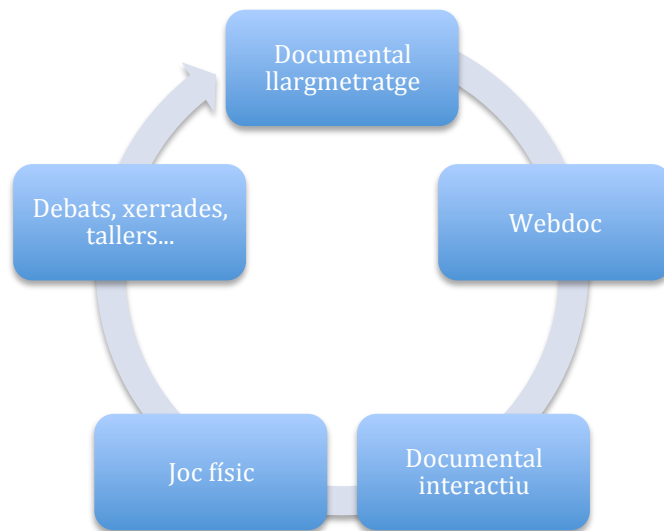 Documental
llargmetratge
Webdoc
Documental
interactiu
Joc físic
Debats, xerrades,
tallers...